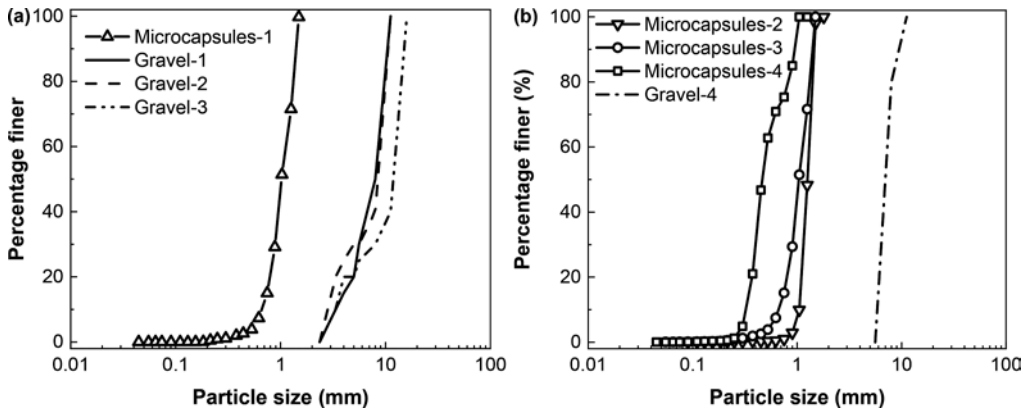 (a)
100
80
60
40
20
0
Percentage finer
Microcapsules-1
Gravel-1
Gravel-2
Gravel-3
0.01 0.1 1 10 100
Particle size (mm)
(b)
100
80
60
40
20
0
Percentage finer (%)
Microcapsules-2
Microcapsules-3
Microcapsules-4
Gravel-4
0.01 0.1 1 10 100
Particle size (mm)